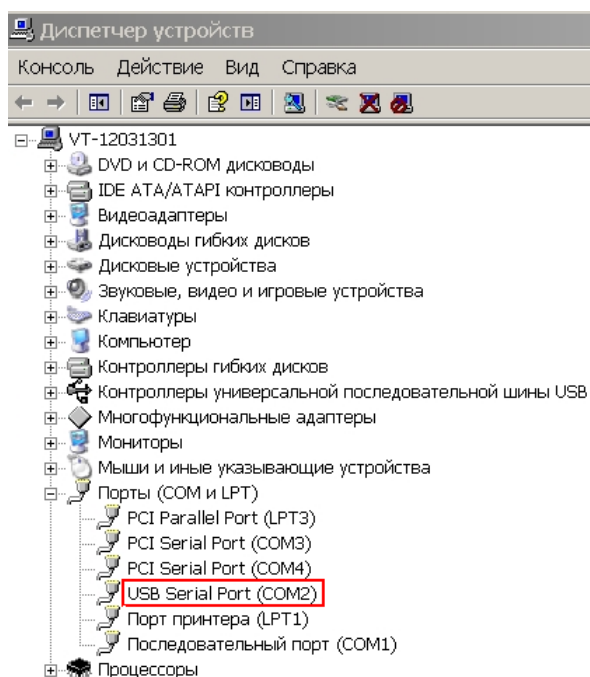 Диспетчер устройств
Консоль Действие Вид Справка
VT-12031301
DVD и CD-ROM дисководы
IDE ATA/ATAPI контроллеры
Видеоадаптеры
Дисководы гибких дисков
Дисковые устройства
Звуковые, видео и игровые устройства
Клавиатуры
Компьютер
Контроллеры гибких дисков
Контроллеры универсальной последовательной шины USB
Многофункциональные адаптеры
Мониторы
Мыши и иные указывающие устройства
Порты (COM и LPT)
PCI Parallel Port (LPT3)
PCI Serial Port (COM3)
PCI Serial Port (COM4)
USB Serial Port (COM2)
Порт принтера (LPT1)
Последовательный порт (COM1)
Процессоры